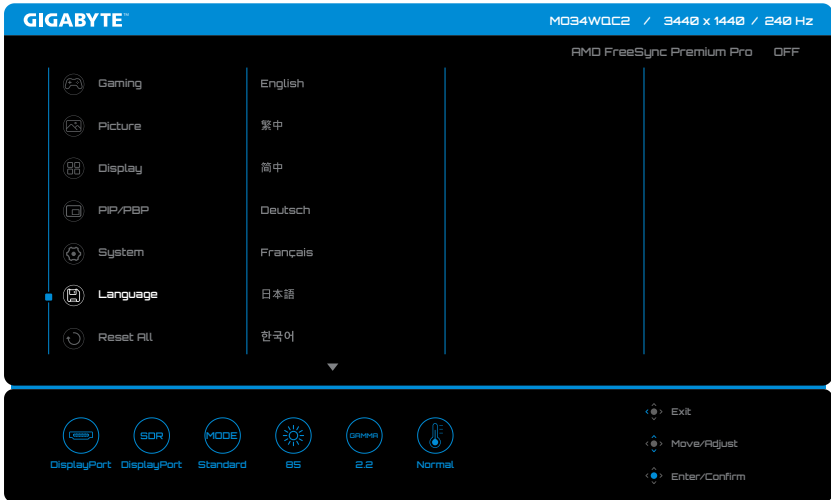 GIGABYTE™
MO34WQC2 / 3440 x 1440 / 240 Hz
AMD FreeSync Premium Pro OFF
Gaming
Picture
Display
PIP/PBP
System
Language
Reset All
English
繁中
简中
Deutsch
Français
日本語
한국어
SDR
MODE
GAMMA
DisplayPort
DisplayPort
Standard
85
2.2
Normal
Exit
Move/Adjust
Enter/Confirm